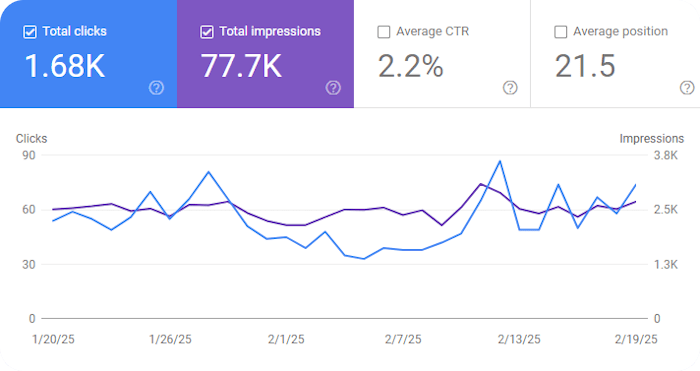 Total clicks
1.68K
Total impressions
77.7K
Average CTR
2.2%
Average position
21.5
Clicks
Impressions
90
3.8K
60
2.5K
30
1.3K
0
0
1/20/25
1/26/25
2/1/25
2/7/25
2/13/25
2/19/25